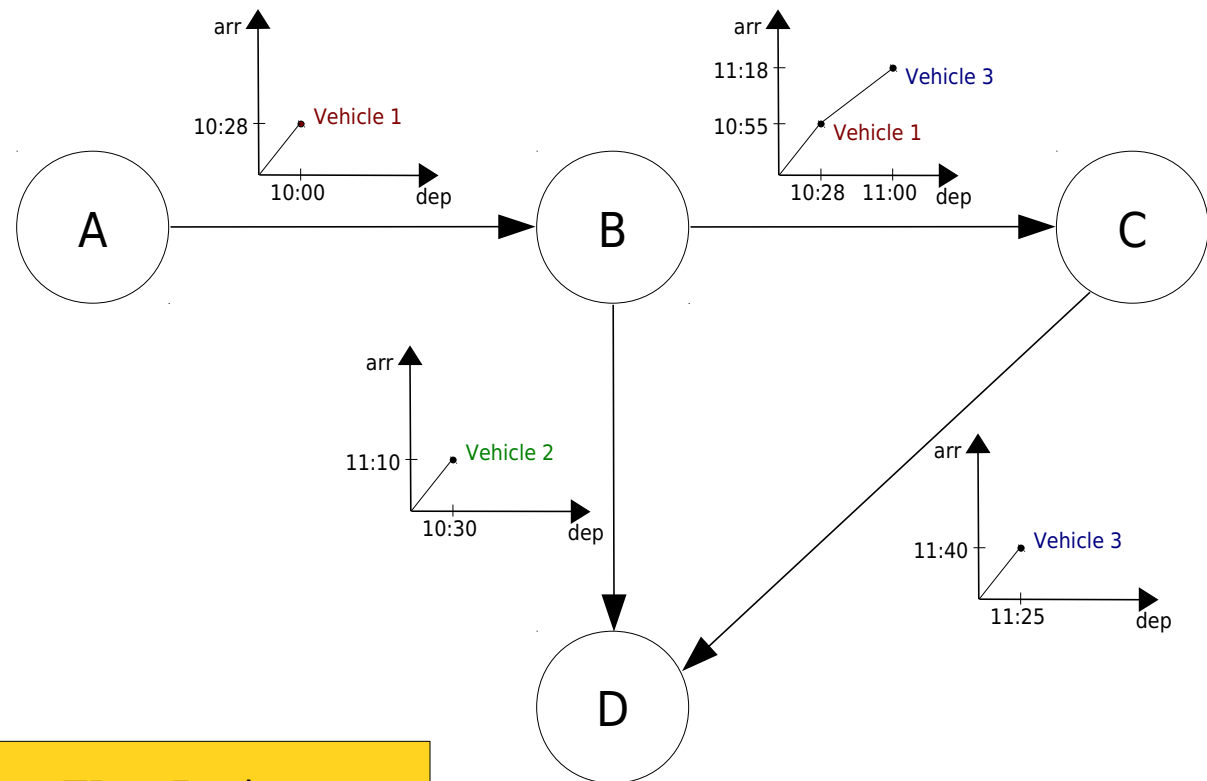 arr
Vehicle 1
10:28
10:00
dep
arr
11:18
Vehicle 3
10:55
Vehicle 1
10:28
11:00
dep
A
B
C
arr
Vehicle 2
11:10
10:30
dep
arr
Vehicle 3
11:40
11:25
dep
D